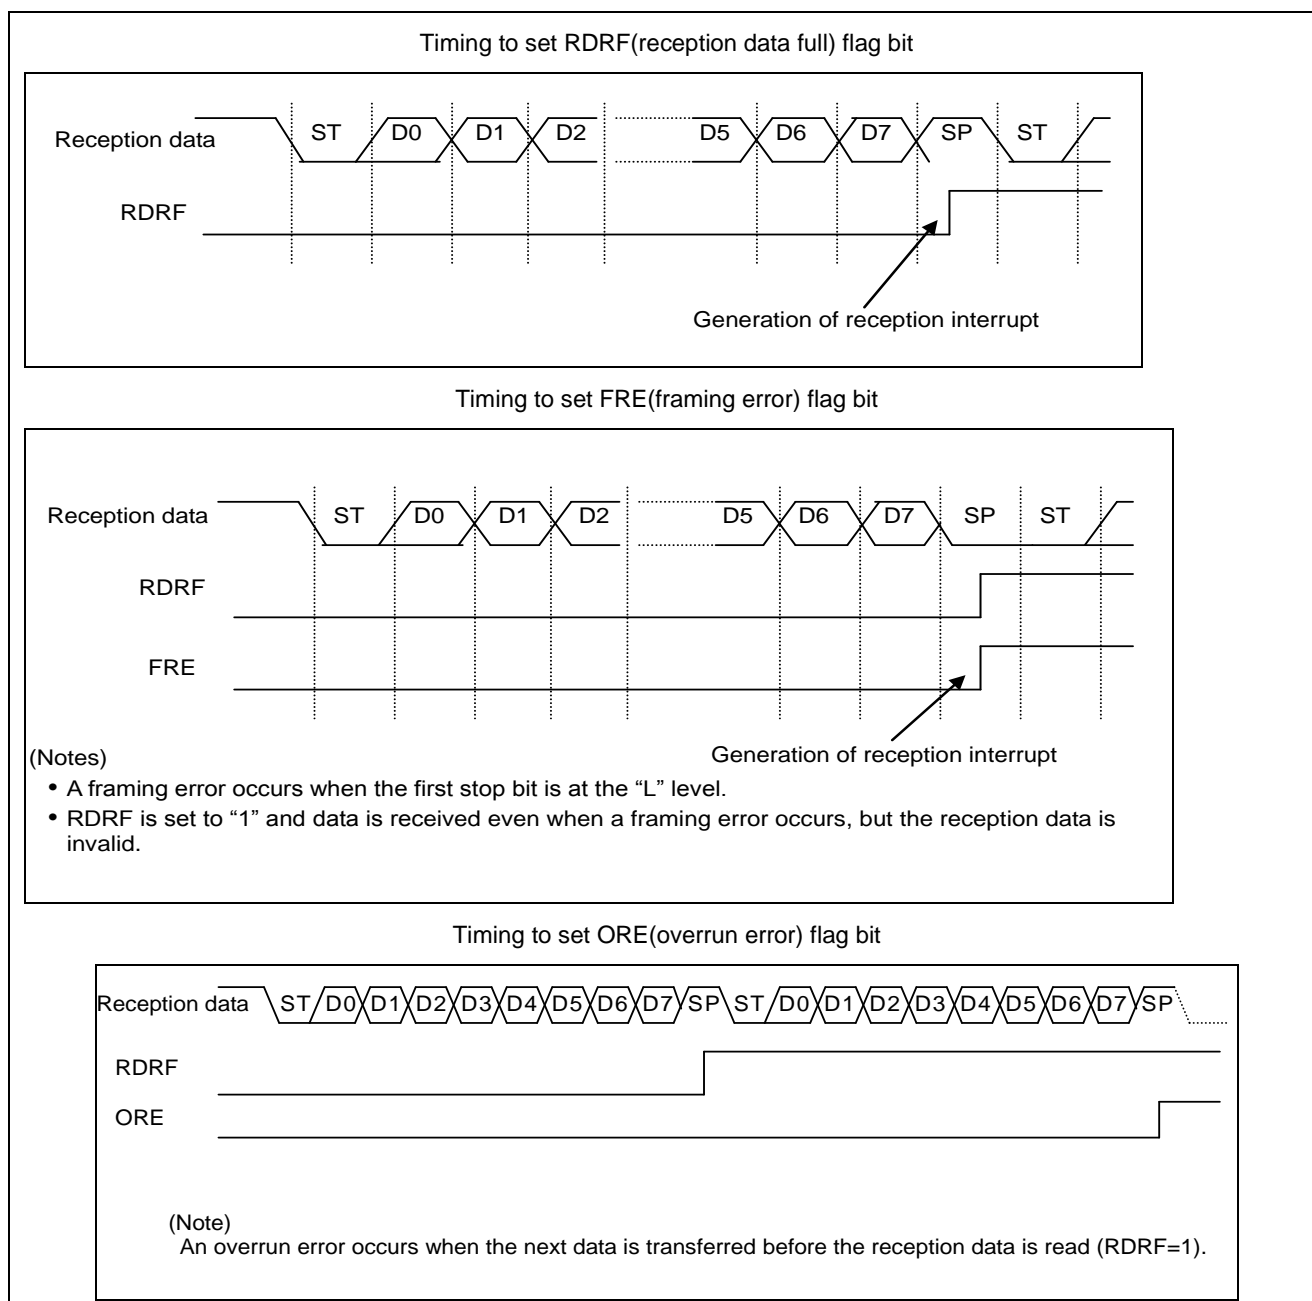 Timing to set RDRF(reception data full) flag bit
Reception data ST D0 D1 D2 D5 D6 D7 SP ST
RDRF
Generation of reception interrupt
Timing to set FRE(framing error) flag bit
Reception data ST D0 D1 D2 D5 D6 D7 SP ST
RDRF
FRE
Generation of reception interrupt
(Notes)
• A framing error occurs when the first stop bit is at the “L” level.
• RDRF is set to “1” and data is received even when a framing error occurs, but the reception data is
invalid.
Timing to set ORE(overrun error) flag bit
Reception data ST D0 D1 D2 D3 D4 D5 D6 D7 SP ST D0 D1 D2 D3 D4 D5 D6 D7 SP
RDRF
ORE
(Note)
An overrun error occurs when the next data is transferred before the reception data is read (RDRF=1).